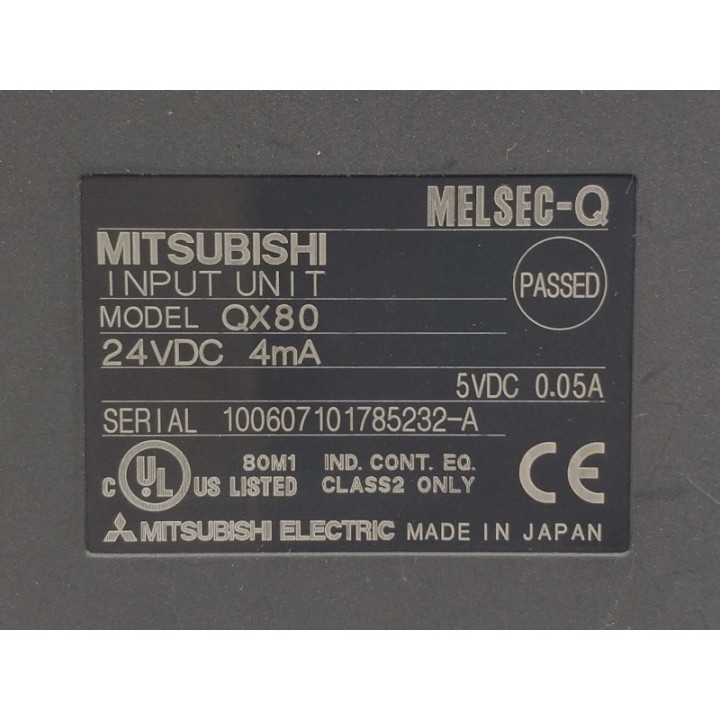 MELSEC-Q
MITSUBISHI
INPUT UNIT
PASSED
MODEL QX80
24VDC 4mA
5VDC 0.05A
SERIAL 100607101785232-A
C UL US LISTED 80M1 IND. CONT. EQ. CLASS2 ONLY CE
MITSUBISHI ELECTRIC MADE IN JAPAN